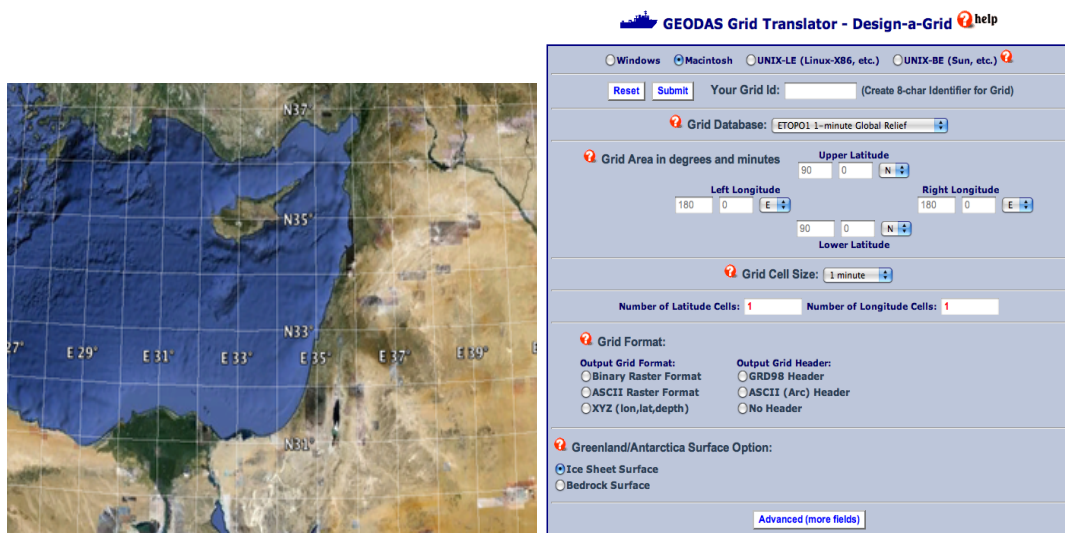 N37°
N35°
N33°
27° E 29° E 31° E 33° E 35° E 37° E 39° E
N31°
GEODAS Grid Translator - Design-a-Grid ? help
Windows Macintosh UNIX-LE (Linux-X86, etc.) UNIX-BE (Sun, etc.) ?
Reset Submit Your Grid Id: (Create 8-char Identifier for Grid)
? Grid Database: ETOPO1 1-minute Global Relief
? Grid Area in degrees and minutes
Upper Latitude
90 0 N
Left Longitude Right Longitude
180 0 E 180 0 E
90 0 N
Lower Latitude
? Grid Cell Size: 1 minute
Number of Latitude Cells: 1 Number of Longitude Cells: 1
? Grid Format:
Output Grid Format: Output Grid Header:
Binary Raster Format GRD98 Header
ASCII Raster Format ASCII (Arc) Header
XYZ (lon,lat,depth) No Header
? Greenland/Antarctica Surface Option:
Ice Sheet Surface
Bedrock Surface
Advanced (more fields)